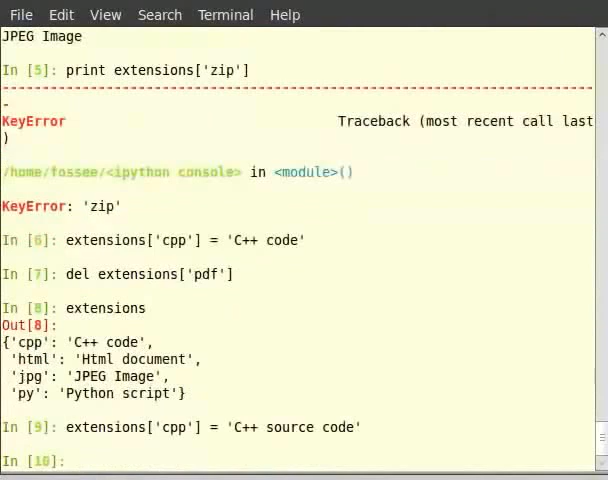 File Edit View Search Terminal Help
JPEG Image
In [5]: print extensions['zip']
---------------------------------------------------------------------------
-
KeyError Traceback (most recent call last
)
/home/fossee/<ipython console> in <module>()
KeyError: 'zip'
In [6]: extensions['cpp'] = 'C++ code'
In [7]: del extensions['pdf']
In [8]: extensions
Out[8]:
{'cpp': 'C++ code',
 'html': 'Html document',
 'jpg': 'JPEG Image',
 'py': 'Python script'}
In [9]: extensions['cpp'] = 'C++ source code'
In [10]: